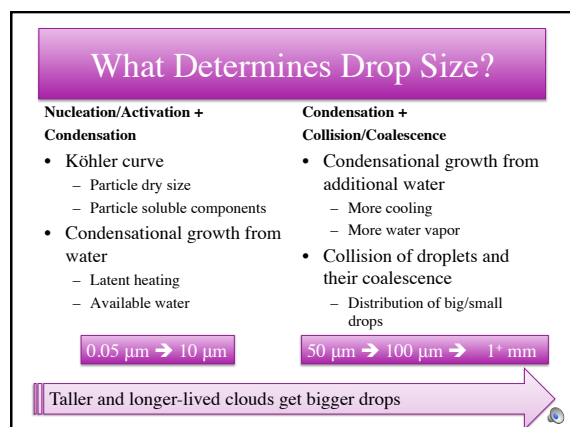 What Determines Drop Size?
Nucleation/Activation +
Condensation
• Köhler curve
– Particle dry size
– Particle soluble components
• Condensational growth from
water
– Latent heating
– Available water
0.05 μm ➔ 10 μm
Condensation +
Collision/Coalescence
• Condensational growth from
additional water
– More cooling
– More water vapor
• Collision of droplets and
their coalescence
– Distribution of big/small
drops
50 μm ➔ 100 μm ➔ 1⁺ mm
Taller and longer-lived clouds get bigger drops